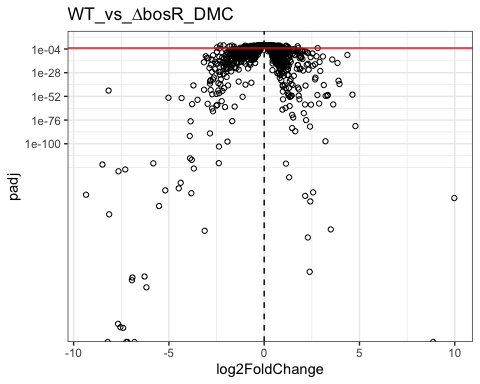 WT_vs_ΔbosR_DMC
padj
1e-04
1e-28
1e-52
1e-76
1e-100
-10
-5
0
5
10
log2FoldChange